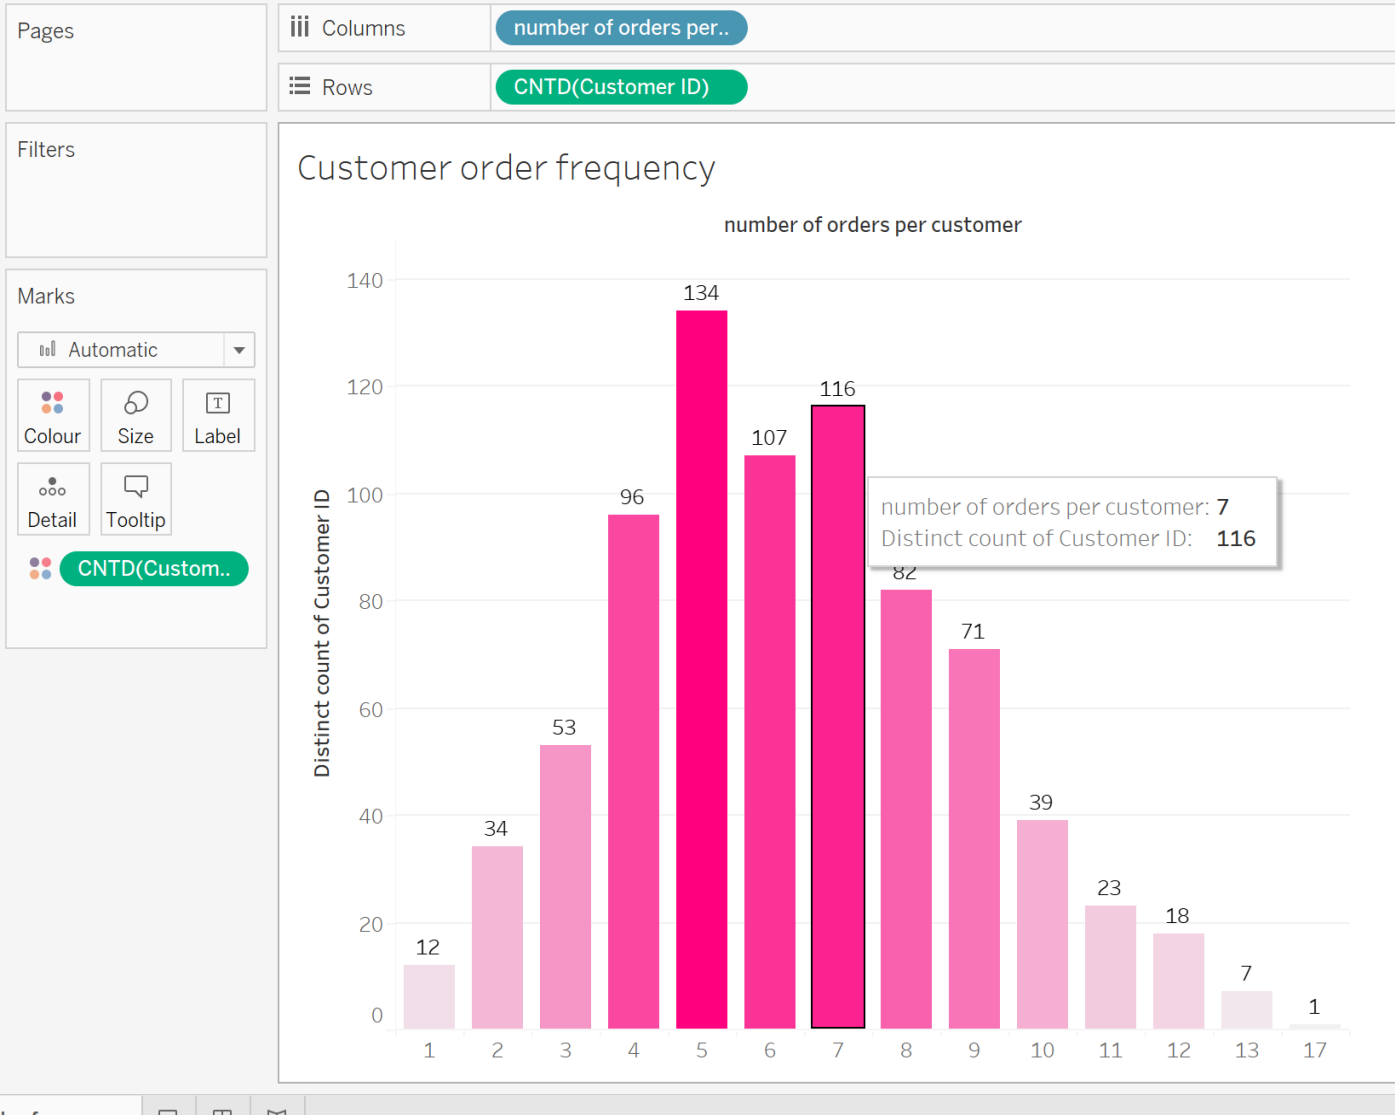 Pages
Columns
number of orders per..
Rows
CNTD(Customer ID)
Filters
Marks
Automatic
Colour
Size
Label
Detail
Tooltip
CNTD(Custom..
Customer order frequency
number of orders per customer
Distinct count of Customer ID
140
120
100
80
60
40
20
0
12
34
53
96
134
107
116
82
71
39
23
18
7
1
number of orders per customer: 7
Distinct count of Customer ID: 116
1 2 3 4 5 6 7 8 9 10 11 12 13 17